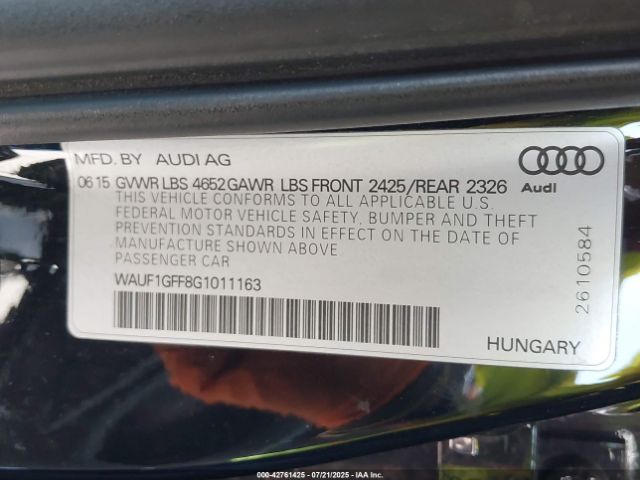 MFD. BY AUDI AG
06 15 GVWR LBS 4652 GAWR LBS FRONT 2425/REAR 2326
THIS VEHICLE CONFORMS TO ALL APPLICABLE U.S.
FEDERAL MOTOR VEHICLE SAFETY, BUMPER AND THEFT
PREVENTION STANDARDS IN EFFECT ON THE DATE OF
MANUFACTURE SHOWN ABOVE
PASSENGER CAR
WAUF1GFF8G1011163
Audi
2610584
HUNGARY
000-42761425 - 07/21/2025 - IAAI.COM